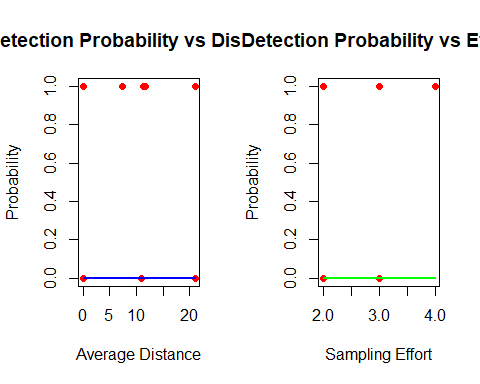 etection Probability vs DisDetection Probability vs E
Probability
1.0
0.8
0.6
0.4
0.2
0.0
0 5 10 20
Average Distance
Probability
1.0
0.8
0.6
0.4
0.2
0.0
2.0 3.0 4.0
Sampling Effort